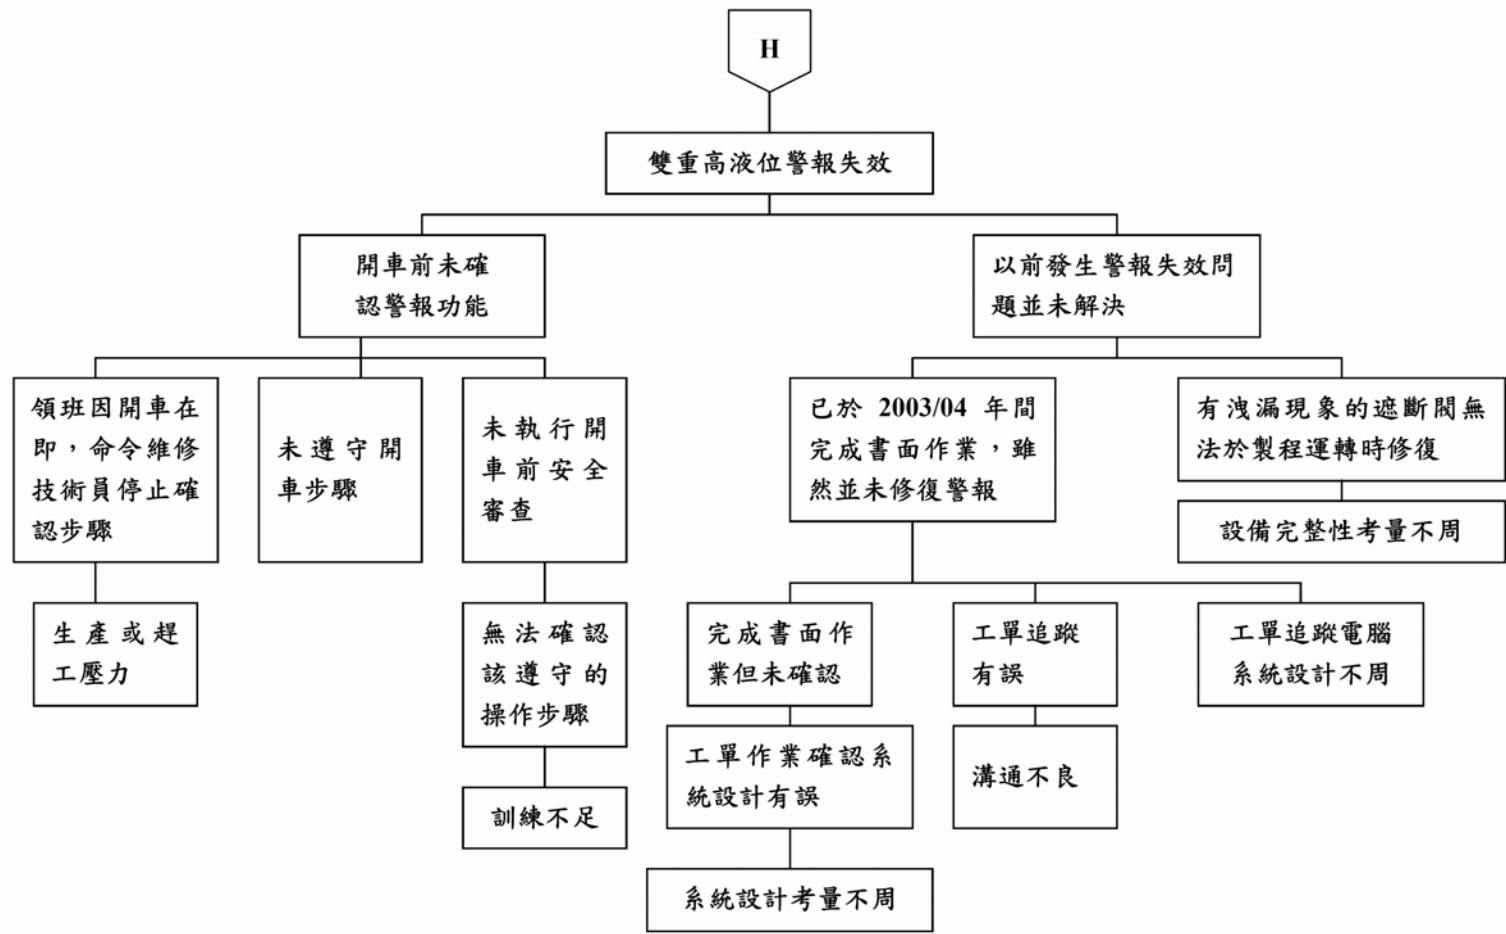 H
雙重高液位警報失效
開車前未確
認警報功能
以前發生警報失效問
題並未解決
領班因開車在
即，命令維修
技術員停止確
認步驟
未遵守開
車步驟
未執行開
車前安全
審查
已於 2003/04 年間
完成書面作業，雖
然並未修復警報
有洩漏現象的遮斷閥無
法於製程運轉時修復
設備完整性考量不周
生產或趕
工壓力
無法確認
該遵守的
操作步驟
完成書面作
業但未確認
工單追蹤
有誤
工單追蹤電腦
系統設計不周
工單作業確認系
統設計有誤
溝通不良
訓練不足
系統設計考量不周